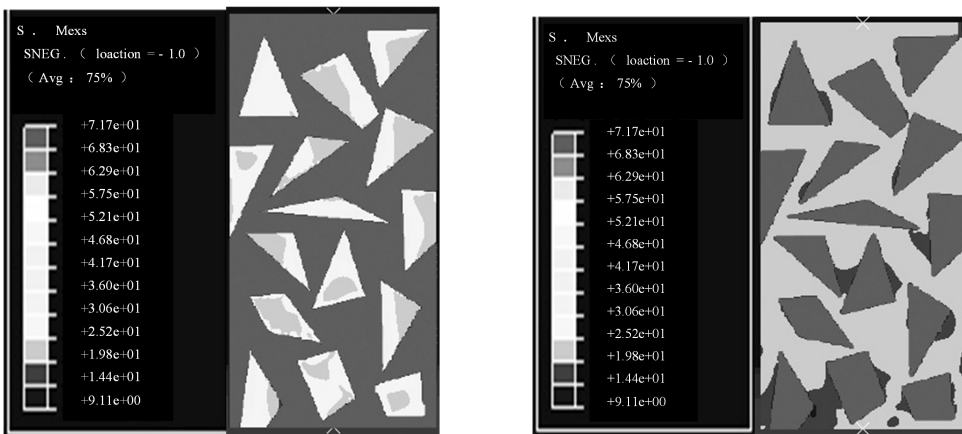 S . Mexs
SNEG . ( loaction = - 1.0 )
( Avg : 75% )
+7.17e+01
+6.83e+01
+6.29e+01
+5.75e+01
+5.21e+01
+4.68e+01
+4.17e+01
+3.60e+01
+3.06e+01
+2.52e+01
+1.98e+01
+1.44e+01
+9.11e+00
S . Mexs
SNEG . ( loaction = - 1.0 )
( Avg : 75% )
+7.17e+01
+6.83e+01
+6.29e+01
+5.75e+01
+5.21e+01
+4.68e+01
+4.17e+01
+3.60e+01
+3.06e+01
+2.52e+01
+1.98e+01
+1.44e+01
+9.11e+00